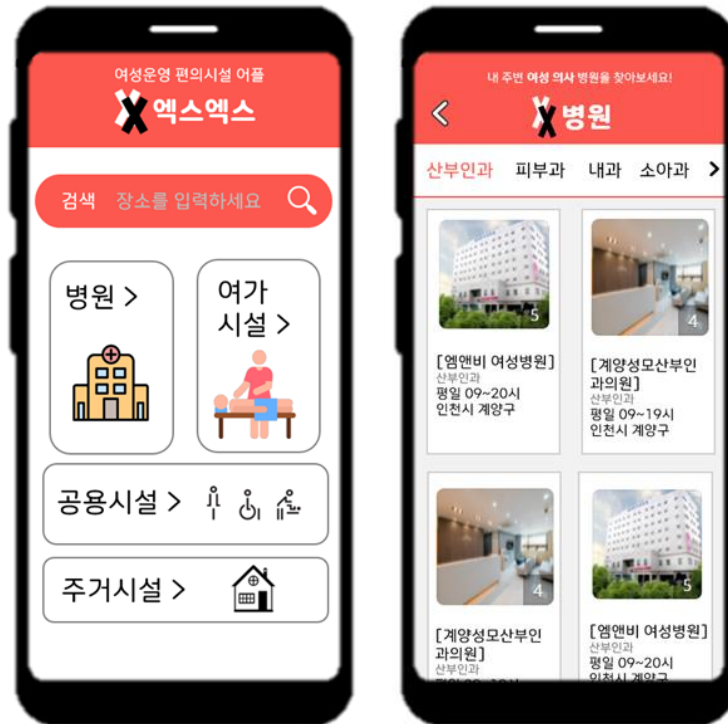 여성운영 편의시설 어플
엑스엑스
검색 장소를 입력하세요
병원 >
여가
시설 >
공용시설 >
주거시설 >
내 주변 여성 의사 병원을 찾아보세요!
병원
산부인과 피부과 내과 소아과 >
5
[엠앤비 여성병원]
산부인과
평일 09~20시
인천시 계양구
4
[계양성모산부인
과의원]
산부인과
평일 09~19시
인천시 계양구
4
[계양성모산부인
과의원]
산부인과
5
[엠앤비 여성병원]
산부인과
평일 09~20시
인천시 계양구